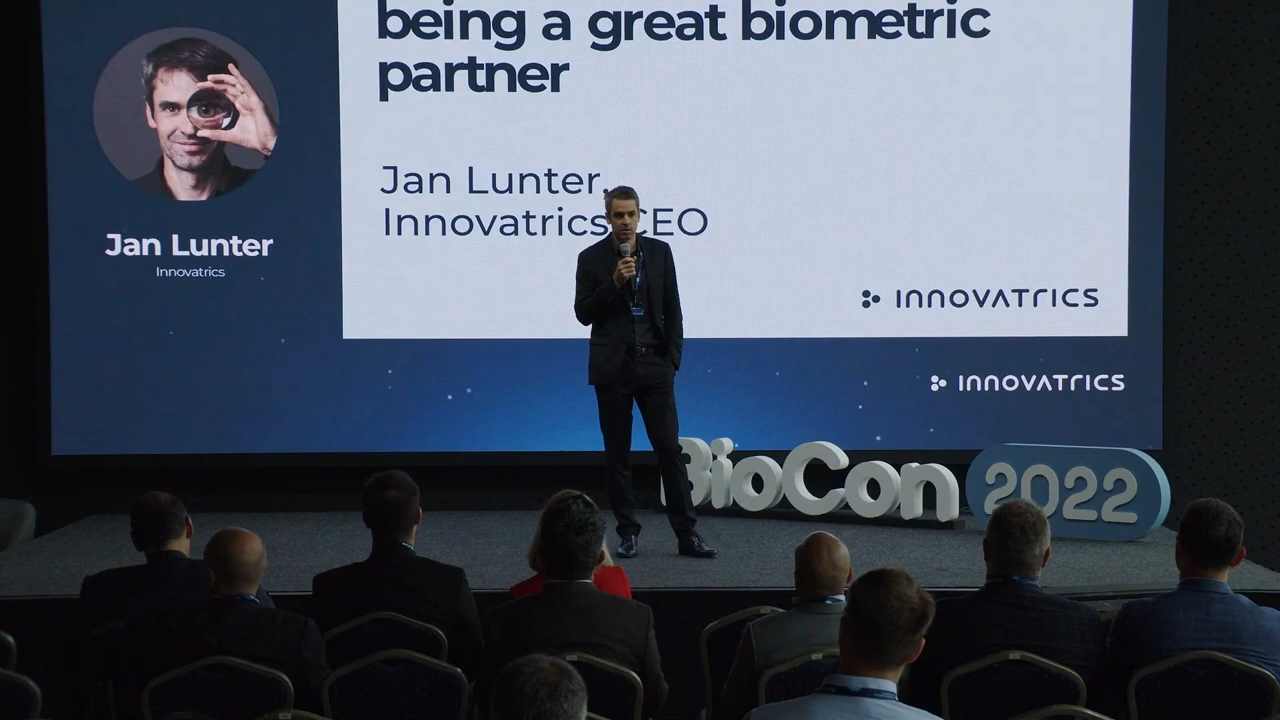 being a great biometric
partner
Jan Lunter,
Innovatrics CEO
INNOVATRICS
Jan Lunter
Innovatrics
INNOVATRICS
BioCon 2022